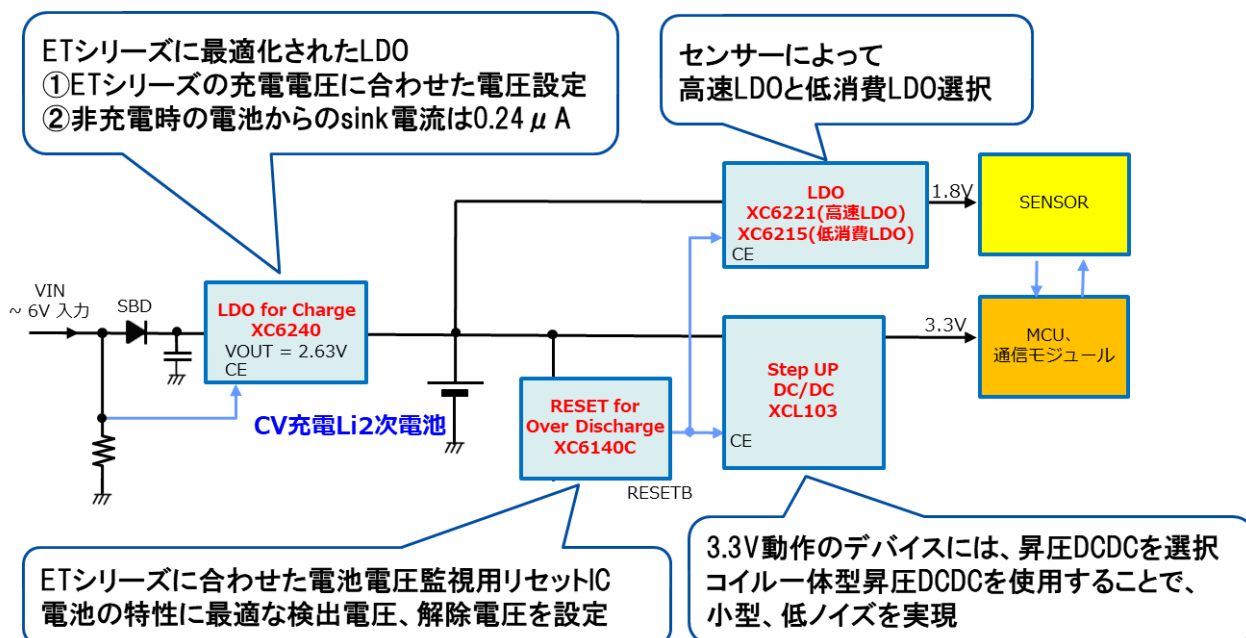 ETシリーズに最適化されたLDO
①ETシリーズの充電電圧に合わせた電圧設定
②非充電時の電池からのsink電流は0.24μA
センサーによって
高速LDOと低消費LDO選択
LDO
XC6221(高速LDO)
XC6215(低消費LDO)
CE
1.8V
SENSOR
VIN
~ 6V 入力
SBD
LDO for Charge
XC6240
VOUT = 2.63V
CE
3.3V
MCU、
通信モジュール
Step UP
DC/DC
XCL103
CE
CV充電Li2次電池
RESET for
Over Discharge
XC6140C
RESETB
ETシリーズに合わせた電池電圧監視用リセットIC
電池の特性に最適な検出電圧、解除電圧を設定
3.3V動作のデバイスには、昇圧DCDCを選択
コイル一体型昇圧DCDCを使用することで、
小型、低ノイズを実現